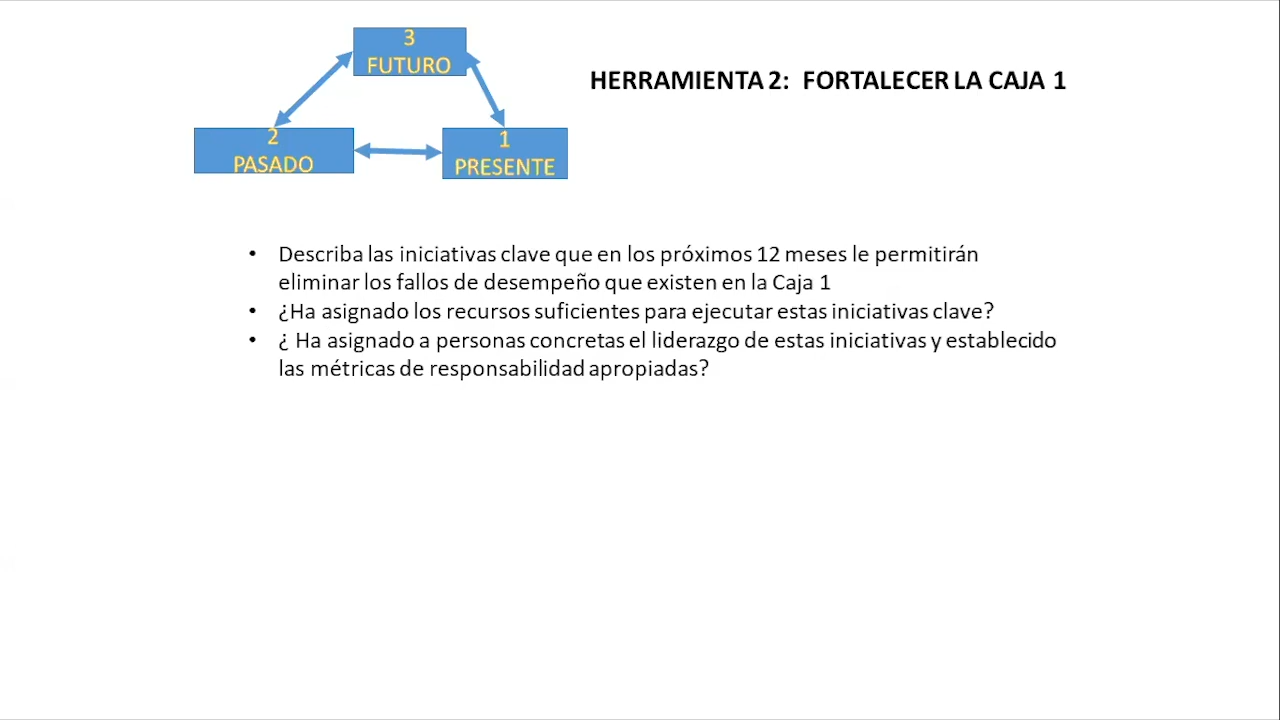 3
FUTURO
HERRAMIENTA 2: FORTALECER LA CAJA 1
2
PASADO
1
PRESENTE
• Describa las iniciativas clave que en los próximos 12 meses le permitirán
eliminar los fallos de desempeño que existen en la Caja 1
• ¿Ha asignado los recursos suficientes para ejecutar estas iniciativas clave?
• ¿ Ha asignado a personas concretas el liderazgo de estas iniciativas y establecido
las métricas de responsabilidad apropiadas?